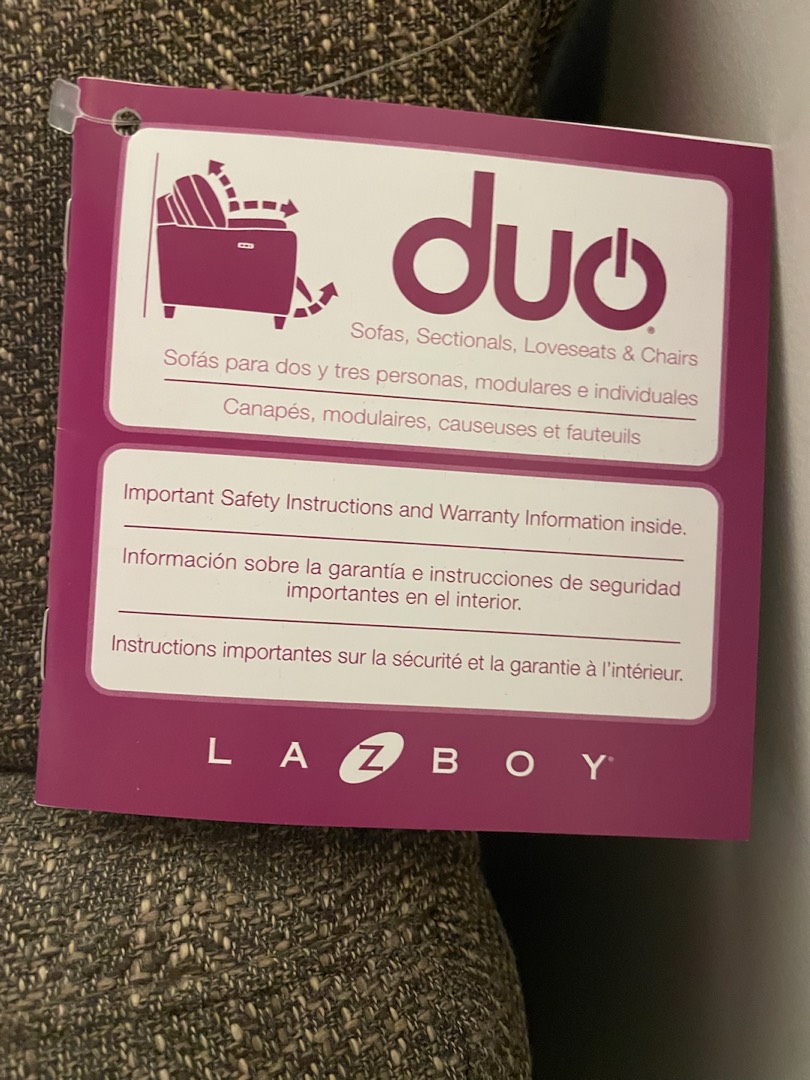 duo®
Sofas, Sectionals, Loveseats & Chairs
Sofás para dos y tres personas, modulares e individuales
Canapés, modulaires, causeuses et fauteuils
Important Safety Instructions and Warranty Information inside.
Información sobre la garantía e instrucciones de seguridad
importantes en el interior.
Instructions importantes sur la sécurité et la garantie à l'intérieur.
LAZBOY®